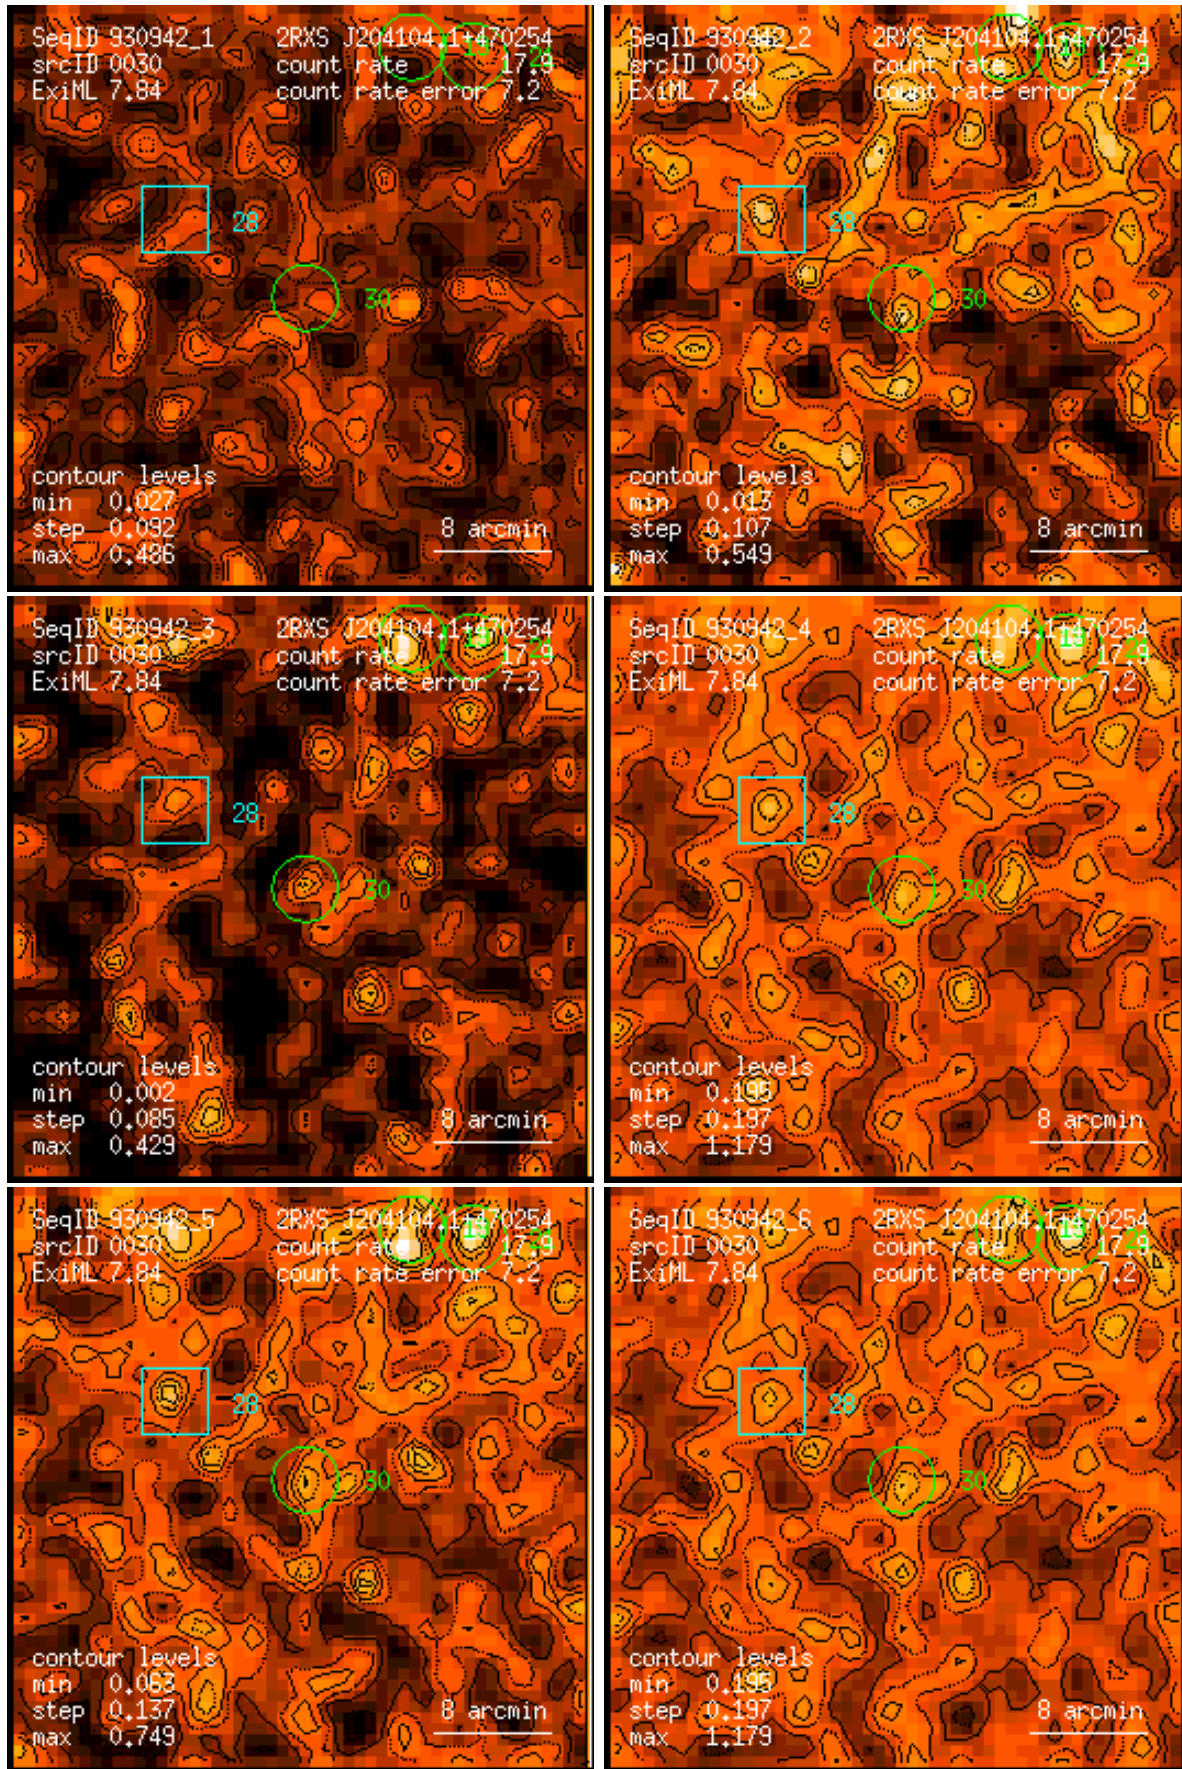 SeqID 930942_1 2RXS J204104.1+470254
srcID 0030 count rate 17.9
ExiML 7.84 count rate error 7.2
28
30
contour levels
min 0.027
step 0.092 8 arcmin
max 0.486
SeqID 930942_2 2RXS J204104.1+470254
srcID 0030 count rate 17.9
ExiML 7.84 count rate error 7.2
28
30
contour levels
min 0.013
step 0.107 8 arcmin
max 0.549
SeqID 930942_3 2RXS J204104.1+470254
srcID 0030 count rate 17.9
ExiML 7.84 count rate error 7.2
28
30
contour levels
min 0.002
step 0.085 8 arcmin
max 0.429
SeqID 930942_4 2RXS J204104.1+470254
srcID 0030 count rate 17.9
ExiML 7.84 count rate error 7.2
28
30
contour levels
min 0.195
step 0.197 8 arcmin
max 1.179
SeqID 930942_5 2RXS J204104.1+470254
srcID 0030 count rate 17.9
ExiML 7.84 count rate error 7.2
28
30
contour levels
min 0.063
step 0.137 8 arcmin
max 0.749
SeqID 930942_6 2RXS J204104.1+470254
srcID 0030 count rate 17.9
ExiML 7.84 count rate error 7.2
28
30
contour levels
min 0.195
step 0.197 8 arcmin
max 1.179